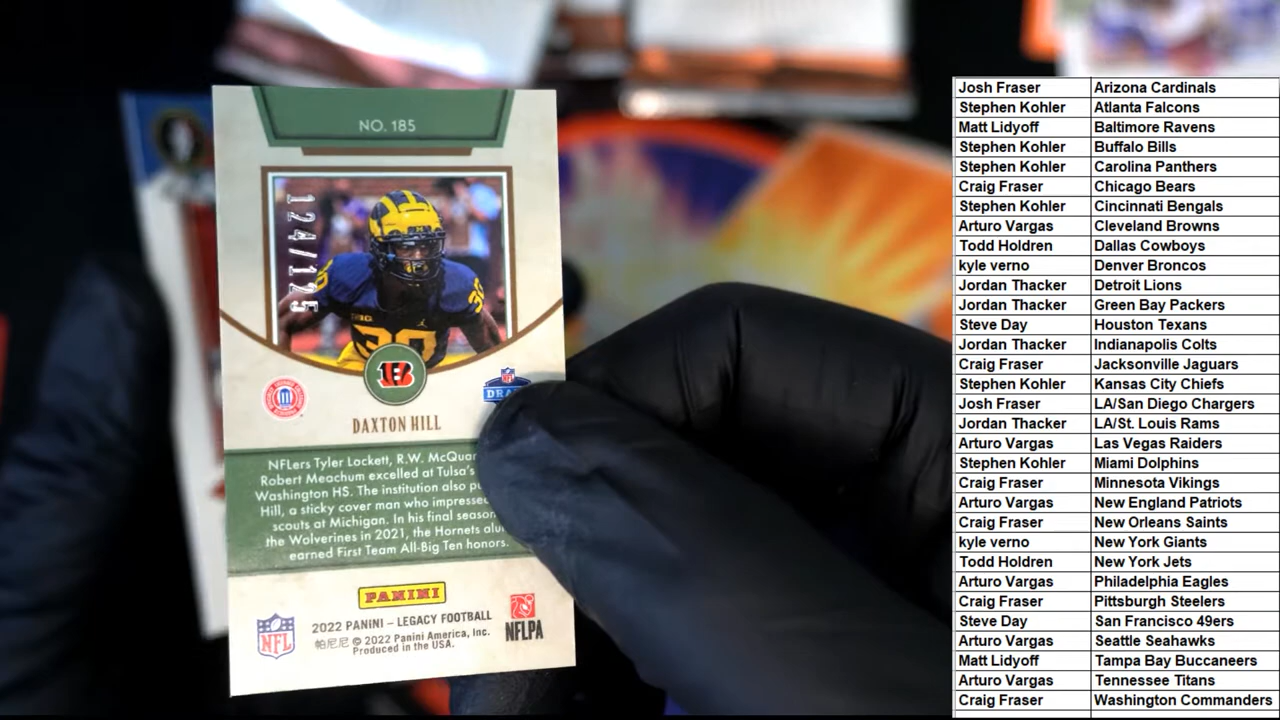 NO. 185
124/125
30
30
DAXTON HILL
NFLers Tyler Lockett, R.W.
Robert Meachum excelled at Tulsa's
Washington HS. The institution also
Hill, a sticky cover man who
scouts at Michigan. In his final
the Wolverines in 2021, the Hornets
earned First Team All-Big Ten honors.
PANINI
2022 PANINI – LEGACY FOOTBALL
帕尼尼 © 2022 Panini America, Inc.
Produced in the USA.
NFL
NFLPA
Josh Fraser Arizona Cardinals
Stephen Kohler Atlanta Falcons
Matt Lidyoff Baltimore Ravens
Stephen Kohler Buffalo Bills
Stephen Kohler Carolina Panthers
Craig Fraser Chicago Bears
Stephen Kohler Cincinnati Bengals
Arturo Vargas Cleveland Browns
Todd Holdren Dallas Cowboys
kyle verno Denver Broncos
Jordan Thacker Detroit Lions
Jordan Thacker Green Bay Packers
Steve Day Houston Texans
Jordan Thacker Indianapolis Colts
Craig Fraser Jacksonville Jaguars
Stephen Kohler Kansas City Chiefs
Josh Fraser LA/San Diego Chargers
Jordan Thacker LA/St. Louis Rams
Arturo Vargas Las Vegas Raiders
Stephen Kohler Miami Dolphins
Craig Fraser Minnesota Vikings
Arturo Vargas New England Patriots
Craig Fraser New Orleans Saints
kyle verno New York Giants
Todd Holdren New York Jets
Arturo Vargas Philadelphia Eagles
Craig Fraser Pittsburgh Steelers
Steve Day San Francisco 49ers
Arturo Vargas Seattle Seahawks
Matt Lidyoff Tampa Bay Buccaneers
Arturo Vargas Tennessee Titans
Craig Fraser Washington Commanders